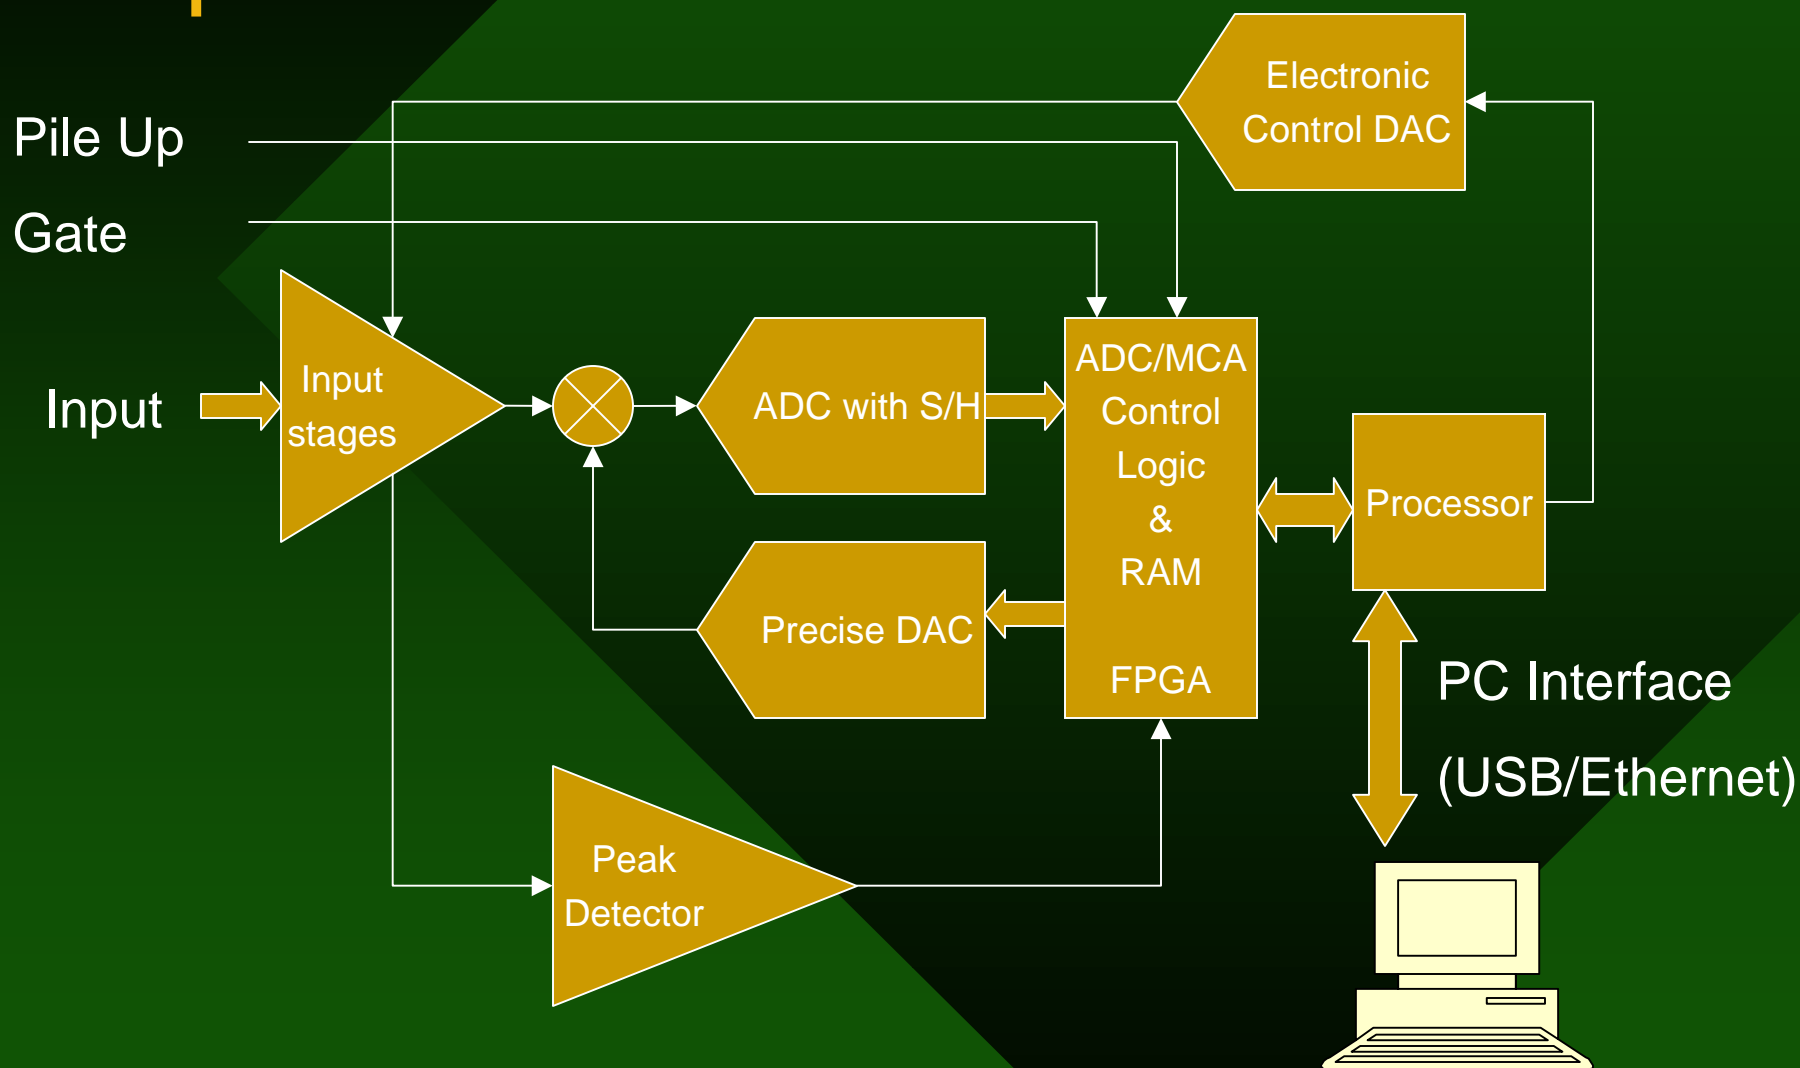 Electronic
Control DAC
Pile Up
Gate
Input
Input
stages
ADC with S/H
ADC/MCA
Control
Logic
&
RAM
FPGA
Processor
Precise DAC
PC Interface
(USB/Ethernet)
Peak
Detector